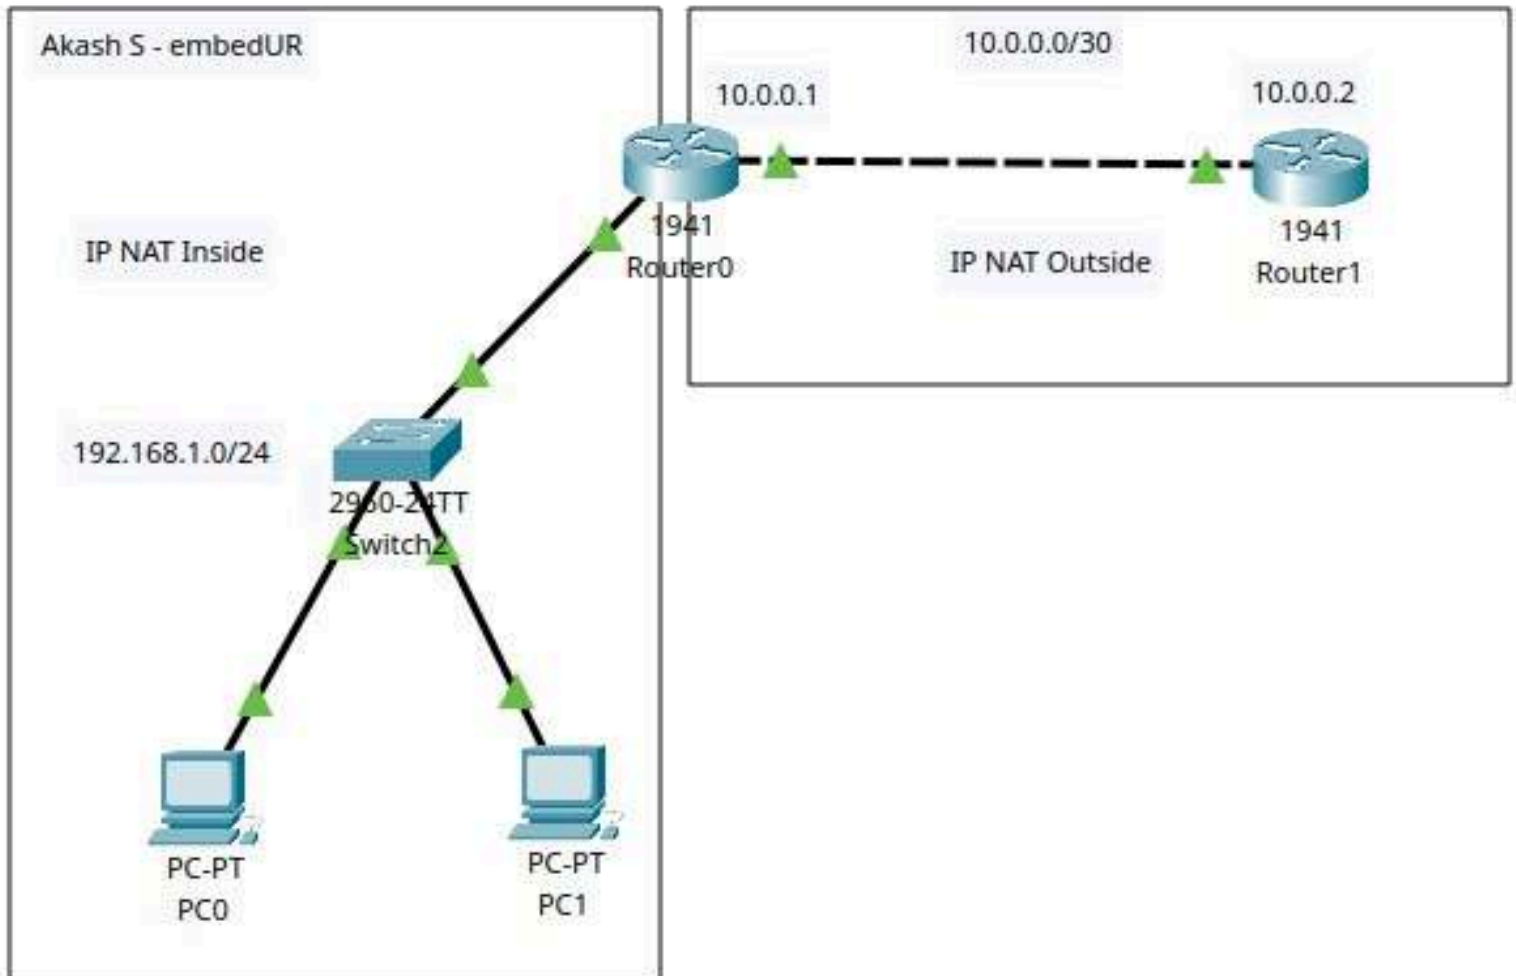 Akash S - embedUR
10.0.0.0/30
10.0.0.1
10.0.0.2
1941
Router0
1941
Router1
IP NAT Inside
IP NAT Outside
192.168.1.0/24
2960-24TT
Switch2
PC-PT
PC0
PC-PT
PC1